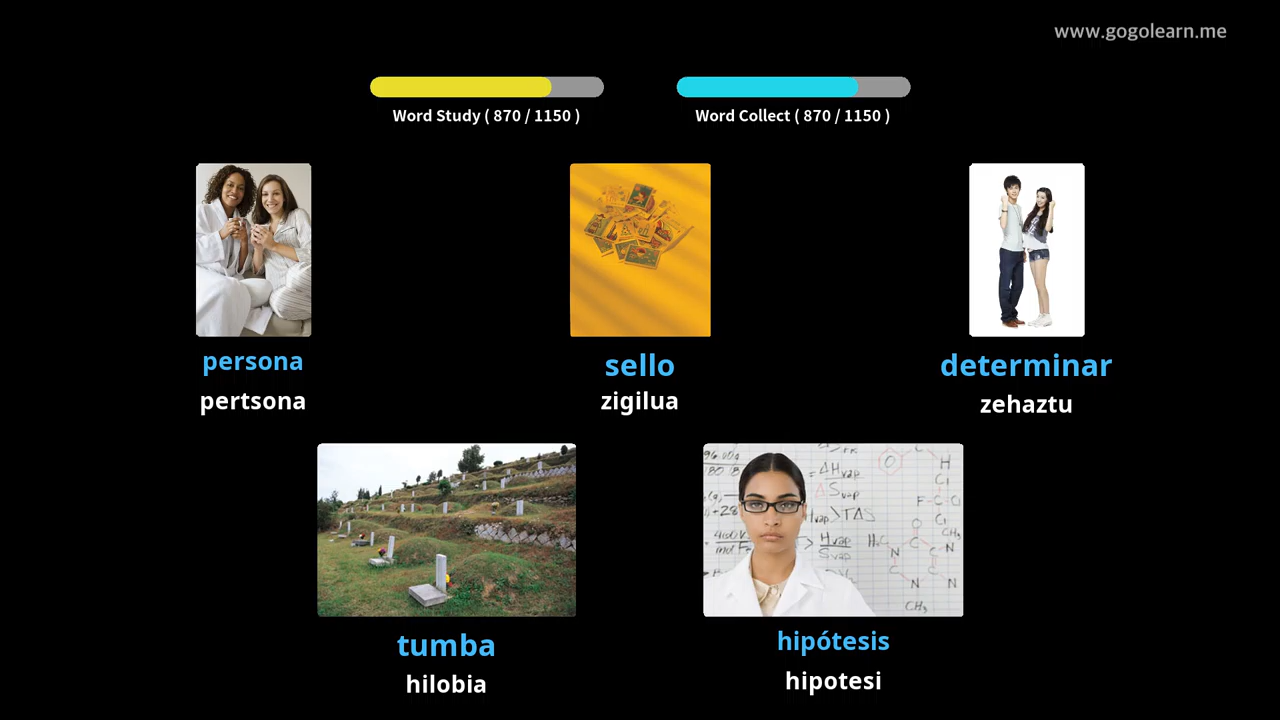 www.gogolearn.me
Word Study ( 870 / 1150 )
Word Collect ( 870 / 1150 )
persona
pertsona
sello
zigilua
determinar
zehaztu
tumba
hilobia
hipótesis
hipotesi